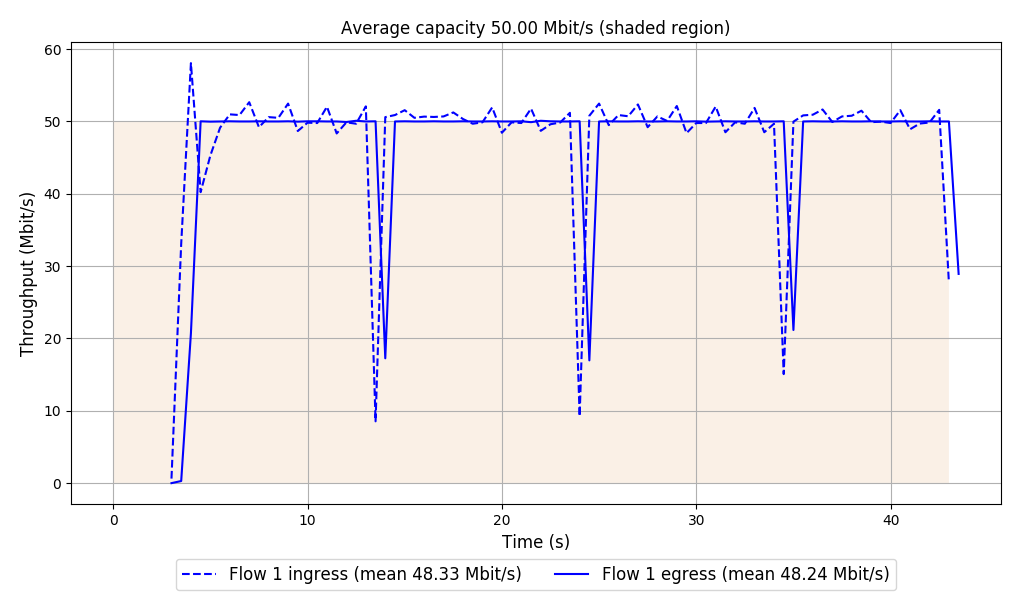 Average capacity 50.00 Mbit/s (shaded region)
60
50
40
30
20
10
0
Throughput (Mbit/s)
0 10 20 30 40
Time (s)
Flow 1 ingress (mean 48.33 Mbit/s) Flow 1 egress (mean 48.24 Mbit/s)